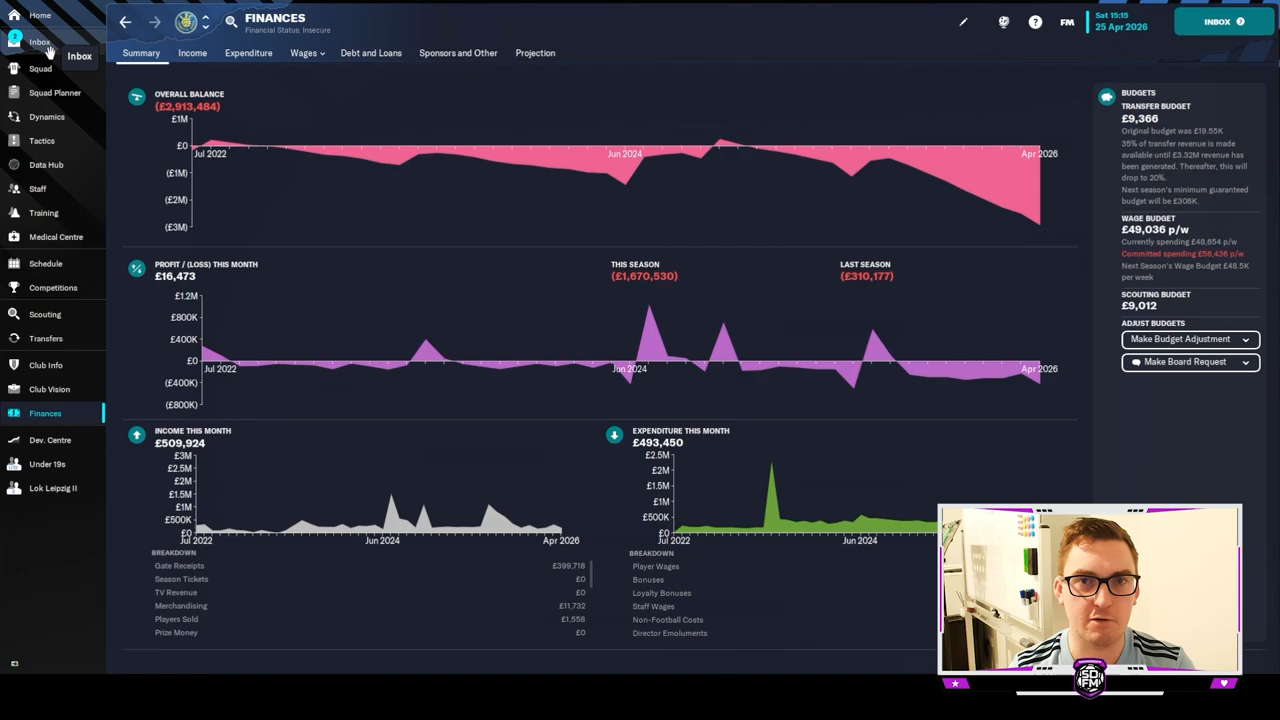 Home
2
Inbox
Inbox
Squad
Squad Planner
Dynamics
Tactics
Data Hub
Staff
Training
Medical Centre
Schedule
Competitions
Scouting
Transfers
Club Info
Club Vision
Finances
Dev. Centre
Under 19s
Lok Leipzig II
FINANCES
Financial Status: Insecure
FM
Sat 15:15
25 Apr 2026
INBOX
Summary
Income
Expenditure
Wages
Debt and Loans
Sponsors and Other
Projection
OVERALL BALANCE
(£2,913,484)
£1M
£0
(£1M)
(£2M)
(£3M)
Jul 2022
Jun 2024
Apr 2026
PROFIT / (LOSS) THIS MONTH
£16,473
THIS SEASON
(£1,670,530)
LAST SEASON
(£310,177)
£1.2M
£800K
£400K
£0
(£400K)
(£800K)
Jul 2022
Jun 2024
Apr 2026
INCOME THIS MONTH
£509,924
£3M
£2.5M
£2M
£1.5M
£1M
£500K
£0
Jul 2022
Jun 2024
Apr 2026
BREAKDOWN
Gate Receipts £399,718
Season Tickets £0
TV Revenue £0
Merchandising £11,732
Players Sold £1,558
Prize Money £0
EXPENDITURE THIS MONTH
£493,450
£2.5M
£2M
£1.5M
£1M
£500K
£0
Jul 2022
Jun 2024
BREAKDOWN
Player Wages
Bonuses
Loyalty Bonuses
Staff Wages
Non-Football Costs
Director Emoluments
BUDGETS
TRANSFER BUDGET
£9,366
Original budget was £19.55K
35% of transfer revenue is made
available until £3.32M revenue has
been generated. Thereafter, this will
drop to 20%.
Next season's minimum guaranteed
budget will be £308K.
WAGE BUDGET
£49,036 p/w
Currently spending £48,654 p/w
Committed spending £56,436 p/w
Next Season's Wage Budget £48.5K
per week
SCOUTING BUDGET
£9,012
ADJUST BUDGETS
Make Budget Adjustment
Make Board Request
SD
FM